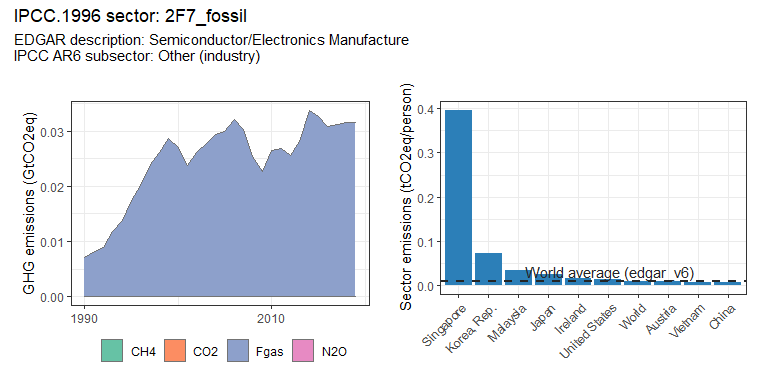 IPCC.1996 sector: 2F7_fossil
EDGAR description: Semiconductor/Electronics Manufacture
IPCC AR6 subsector: Other (industry)
GHG emissions (GtCO2eq)
0.03
0.02
0.01
0.00
1990
2010
CH4
CO2
Fgas
N2O
Sector emissions (tCO2eq/person)
0.4
0.3
0.2
0.1
0.0
World average (edgar_v6)
Singapore
Korea, Rep.
Malaysia
Japan
Ireland
United States
World
Austria
Vietnam
China